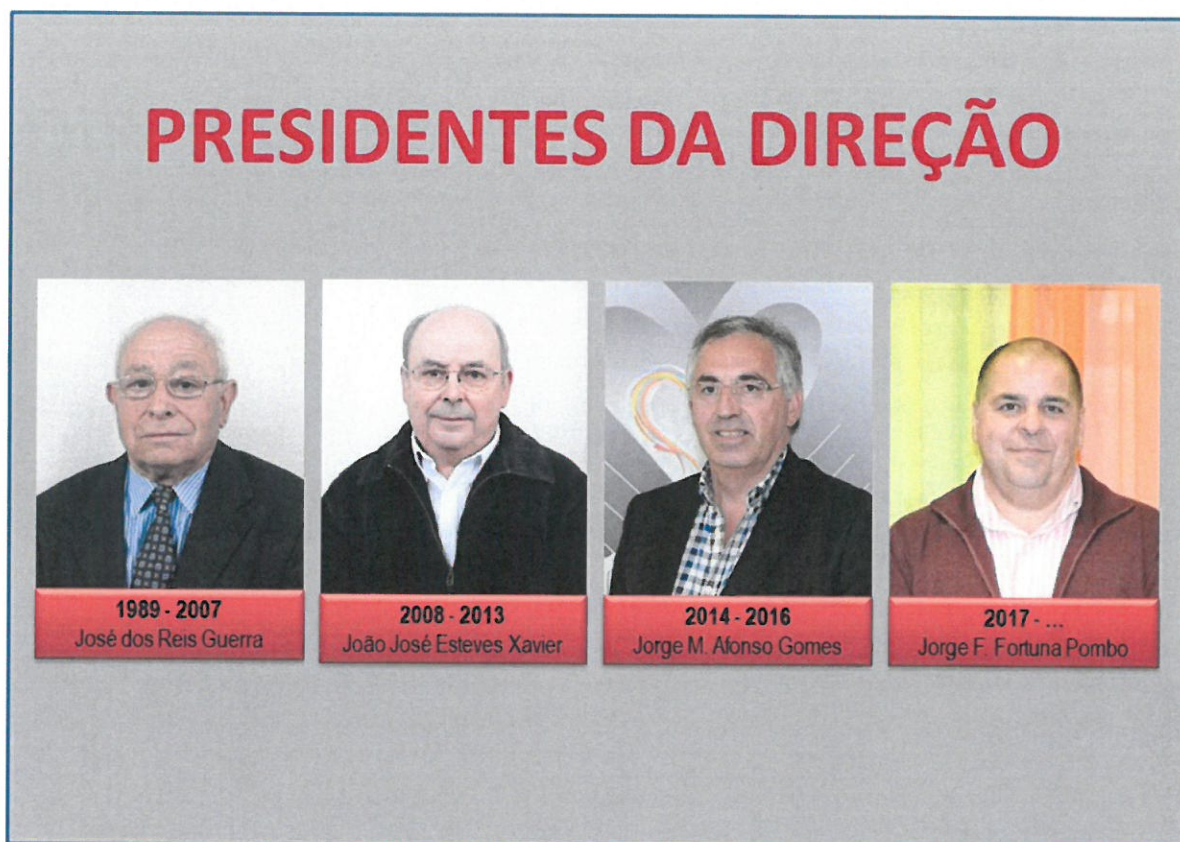 PRESIDENTES DA DIREÇÃO
1989 - 2007
José dos Reis Guerra
2008 - 2013
João José Esteves Xavier
2014 - 2016
Jorge M. Afonso Gomes
2017 - ...
Jorge F. Fortuna Pombo